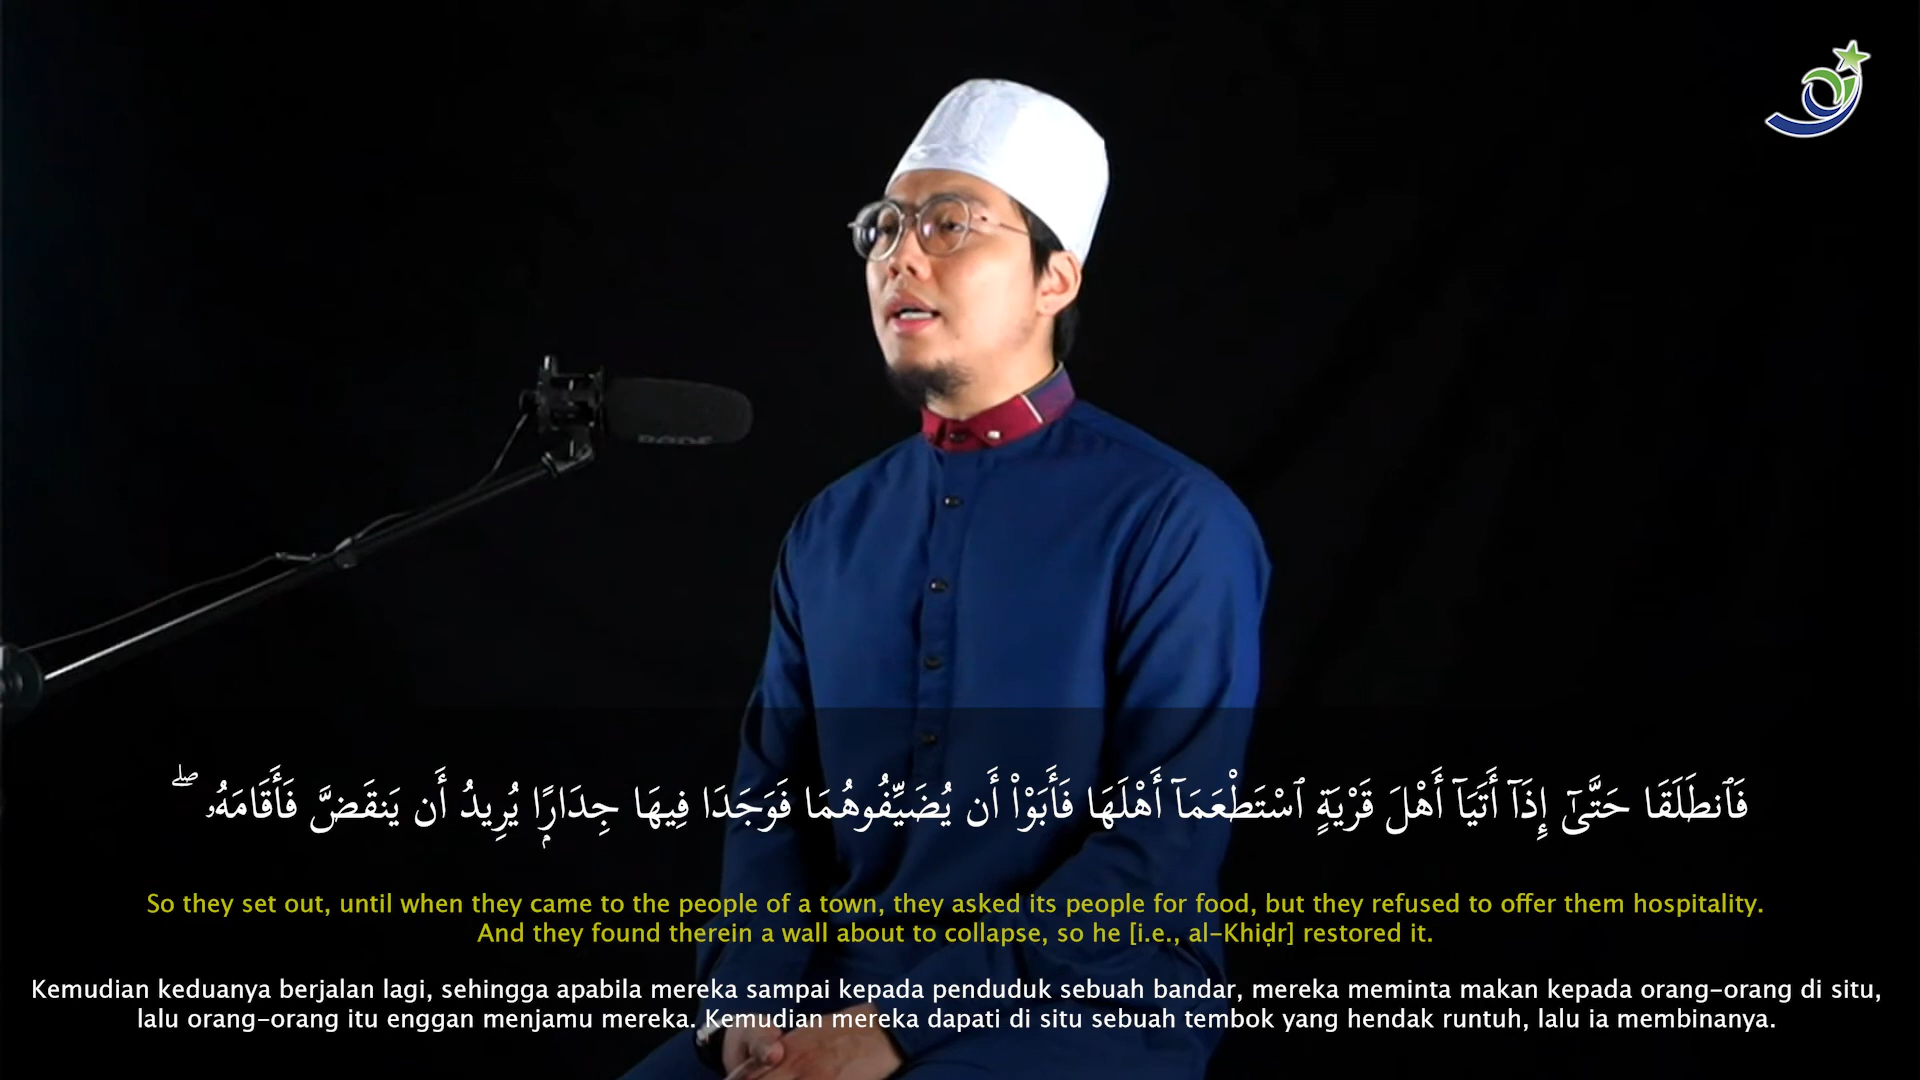 RODE
فَٱنطَلَقَا حَتَّىٰٓ إِذَآ أَتَيَآ أَهْلَ قَرْيَةٍ ٱسْتَطْعَمَآ أَهْلَهَا فَأَبَوْا۟ أَن يُضَيِّفُوهُمَا فَوَجَدَا فِيهَا جِدَارًۭا يُرِيدُ أَن يَنقَضَّ فَأَقَامَهُۥ ۖ
So they set out, until when they came to the people of a town, they asked its people for food, but they refused to offer them hospitality.
And they found therein a wall about to collapse, so he [i.e., al-Khiḍr] restored it.
Kemudian keduanya berjalan lagi, sehingga apabila mereka sampai kepada penduduk sebuah bandar, mereka meminta makan kepada orang-orang di situ,
lalu orang-orang itu enggan menjamu mereka. Kemudian mereka dapati di situ sebuah tembok yang hendak runtuh, lalu ia membinanya.